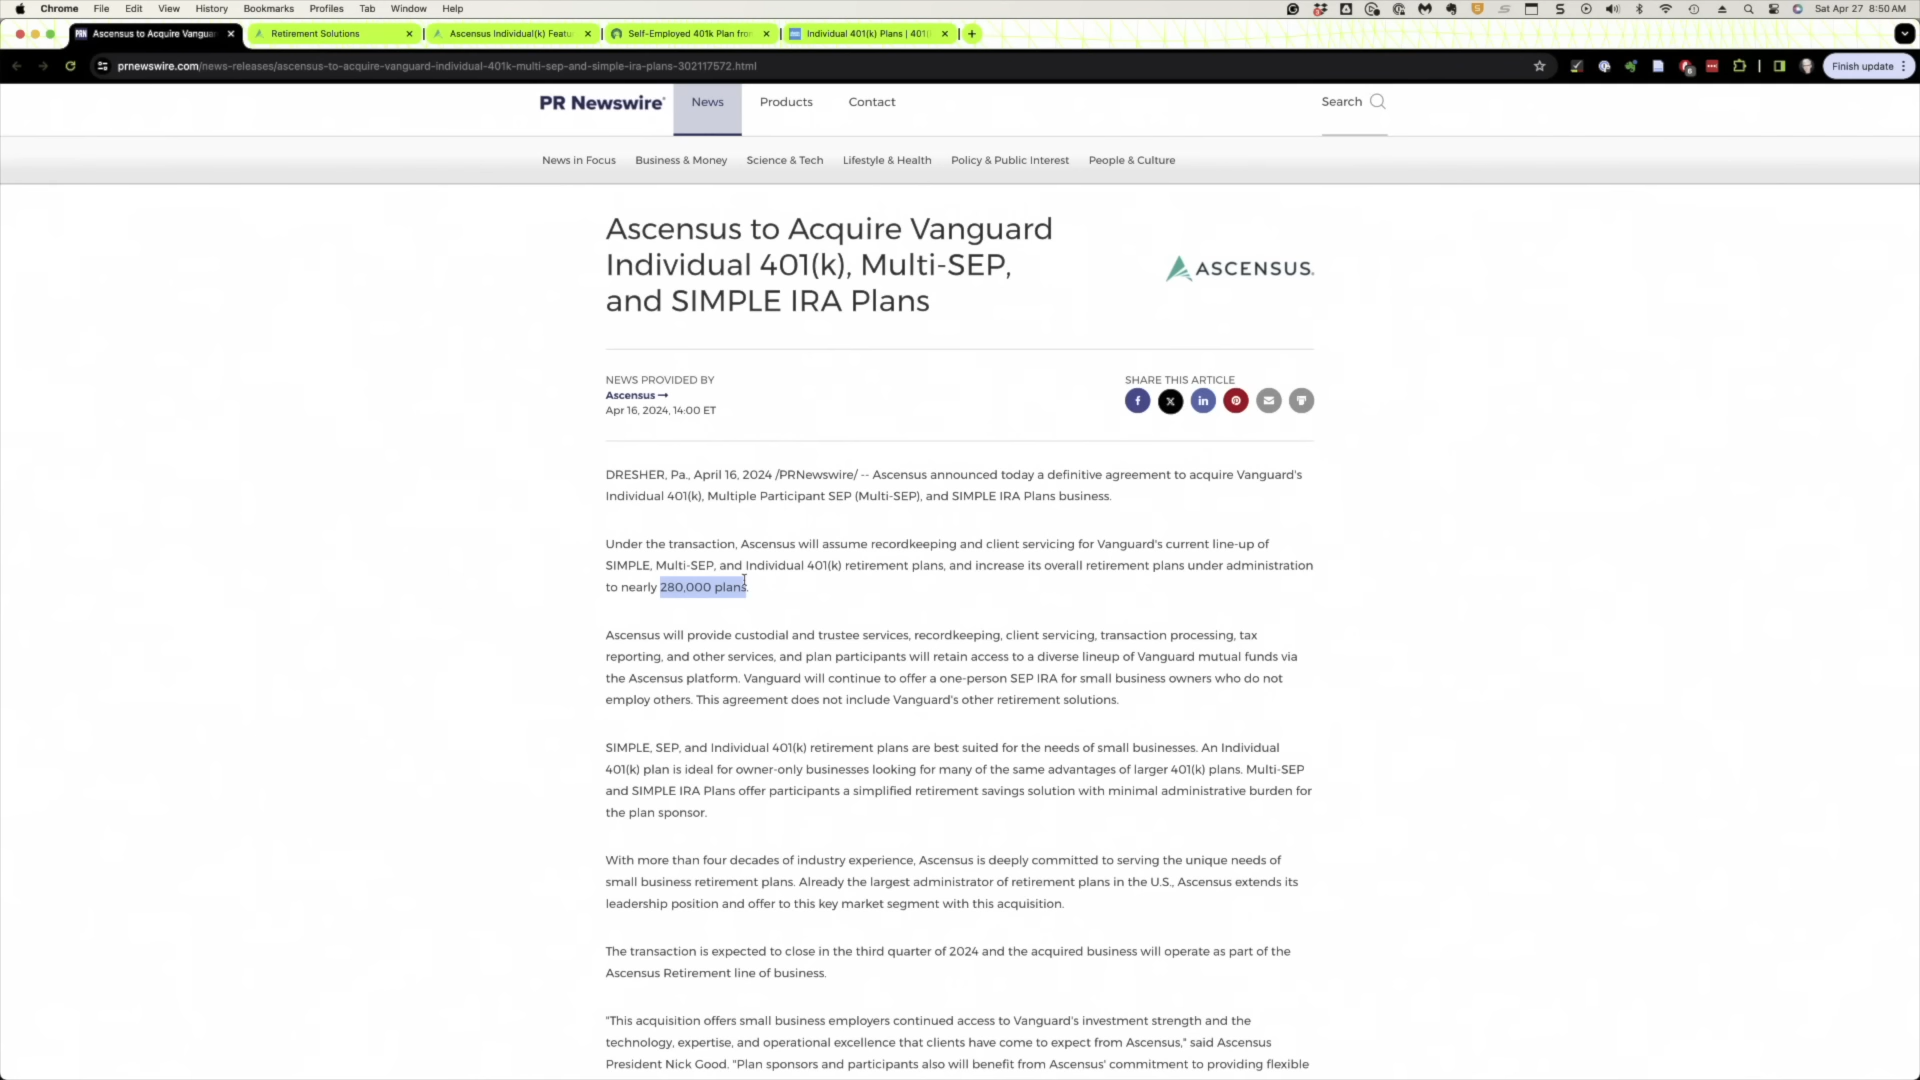 Chrome File Edit View History Bookmarks Profiles Tab Window Help Sat Apr 27 8:50 AM
PRN Ascensus to Acquire Vangua Retirement Solutions Ascensus Individual(k) Featu Self-Employed 401k Plan from Individual 401(k) Plans | 401(
prnewswire.com/news-releases/ascensus-to-acquire-vanguard-individual-401k-multi-sep-and-simple-ira-plans-302117572.html Finish update
PR Newswire News Products Contact Search
News in Focus Business & Money Science & Tech Lifestyle & Health Policy & Public Interest People & Culture
Ascensus to Acquire Vanguard
Individual 401(k), Multi-SEP,
and SIMPLE IRA Plans
ASCENSUS.
NEWS PROVIDED BY
Ascensus →
Apr 16, 2024, 14:00 ET
SHARE THIS ARTICLE
DRESHER, Pa., April 16, 2024 /PRNewswire/ -- Ascensus announced today a definitive agreement to acquire Vanguard's
Individual 401(k), Multiple Participant SEP (Multi-SEP), and SIMPLE IRA Plans business.
Under the transaction, Ascensus will assume recordkeeping and client servicing for Vanguard's current line-up of
SIMPLE, Multi-SEP, and Individual 401(k) retirement plans, and increase its overall retirement plans under administration
to nearly 280,000 plans.
Ascensus will provide custodial and trustee services, recordkeeping, client servicing, transaction processing, tax
reporting, and other services, and plan participants will retain access to a diverse lineup of Vanguard mutual funds via
the Ascensus platform. Vanguard will continue to offer a one-person SEP IRA for small business owners who do not
employ others. This agreement does not include Vanguard's other retirement solutions.
SIMPLE, SEP, and Individual 401(k) retirement plans are best suited for the needs of small businesses. An Individual
401(k) plan is ideal for owner-only businesses looking for many of the same advantages of larger 401(k) plans. Multi-SEP
and SIMPLE IRA Plans offer participants a simplified retirement savings solution with minimal administrative burden for
the plan sponsor.
With more than four decades of industry experience, Ascensus is deeply committed to serving the unique needs of
small business retirement plans. Already the largest administrator of retirement plans in the U.S., Ascensus extends its
leadership position and offer to this key market segment with this acquisition.
The transaction is expected to close in the third quarter of 2024 and the acquired business will operate as part of the
Ascensus Retirement line of business.
"This acquisition offers small business employers continued access to Vanguard's investment strength and the
technology, expertise, and operational excellence that clients have come to expect from Ascensus," said Ascensus
President Nick Good. "Plan sponsors and participants also will benefit from Ascensus' commitment to providing flexible